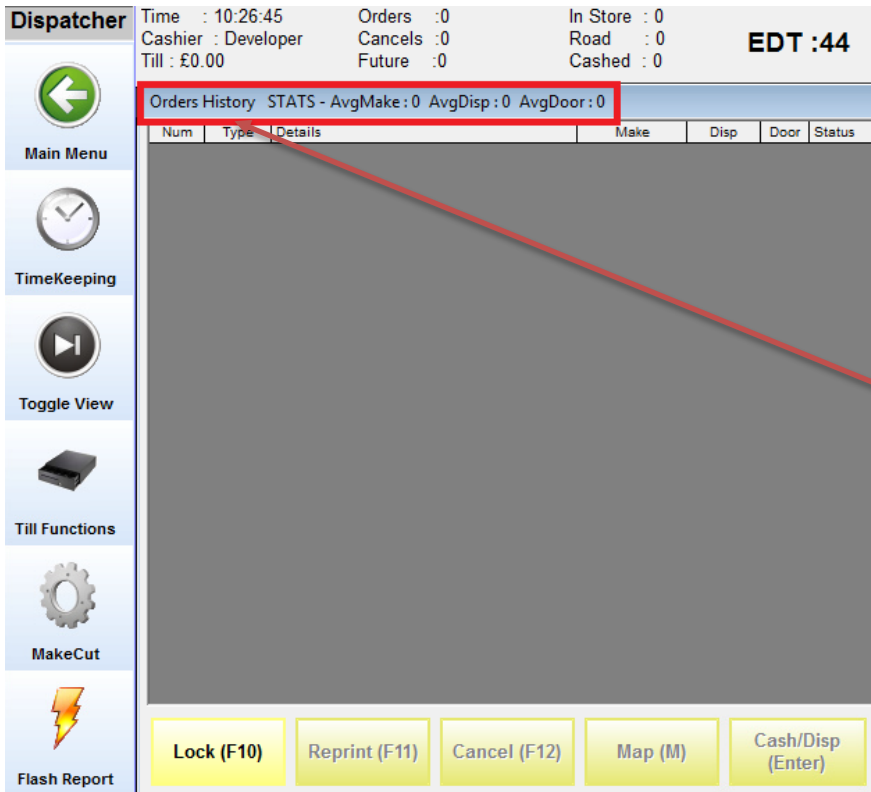 Dispatcher
Time : 10:26:45 Orders :0 In Store : 0
Cashier : Developer Cancels :0 Road : 0
Till : £0.00 Future :0 Cashed : 0
EDT :44
Orders History STATS - AvgMake : 0 AvgDisp : 0 AvgDoor : 0
Num Type Details Make Disp Door Status
Main Menu
TimeKeeping
Toggle View
Till Functions
MakeCut
Flash Report
Lock (F10)
Reprint (F11)
Cancel (F12)
Map (M)
Cash/Disp
(Enter)